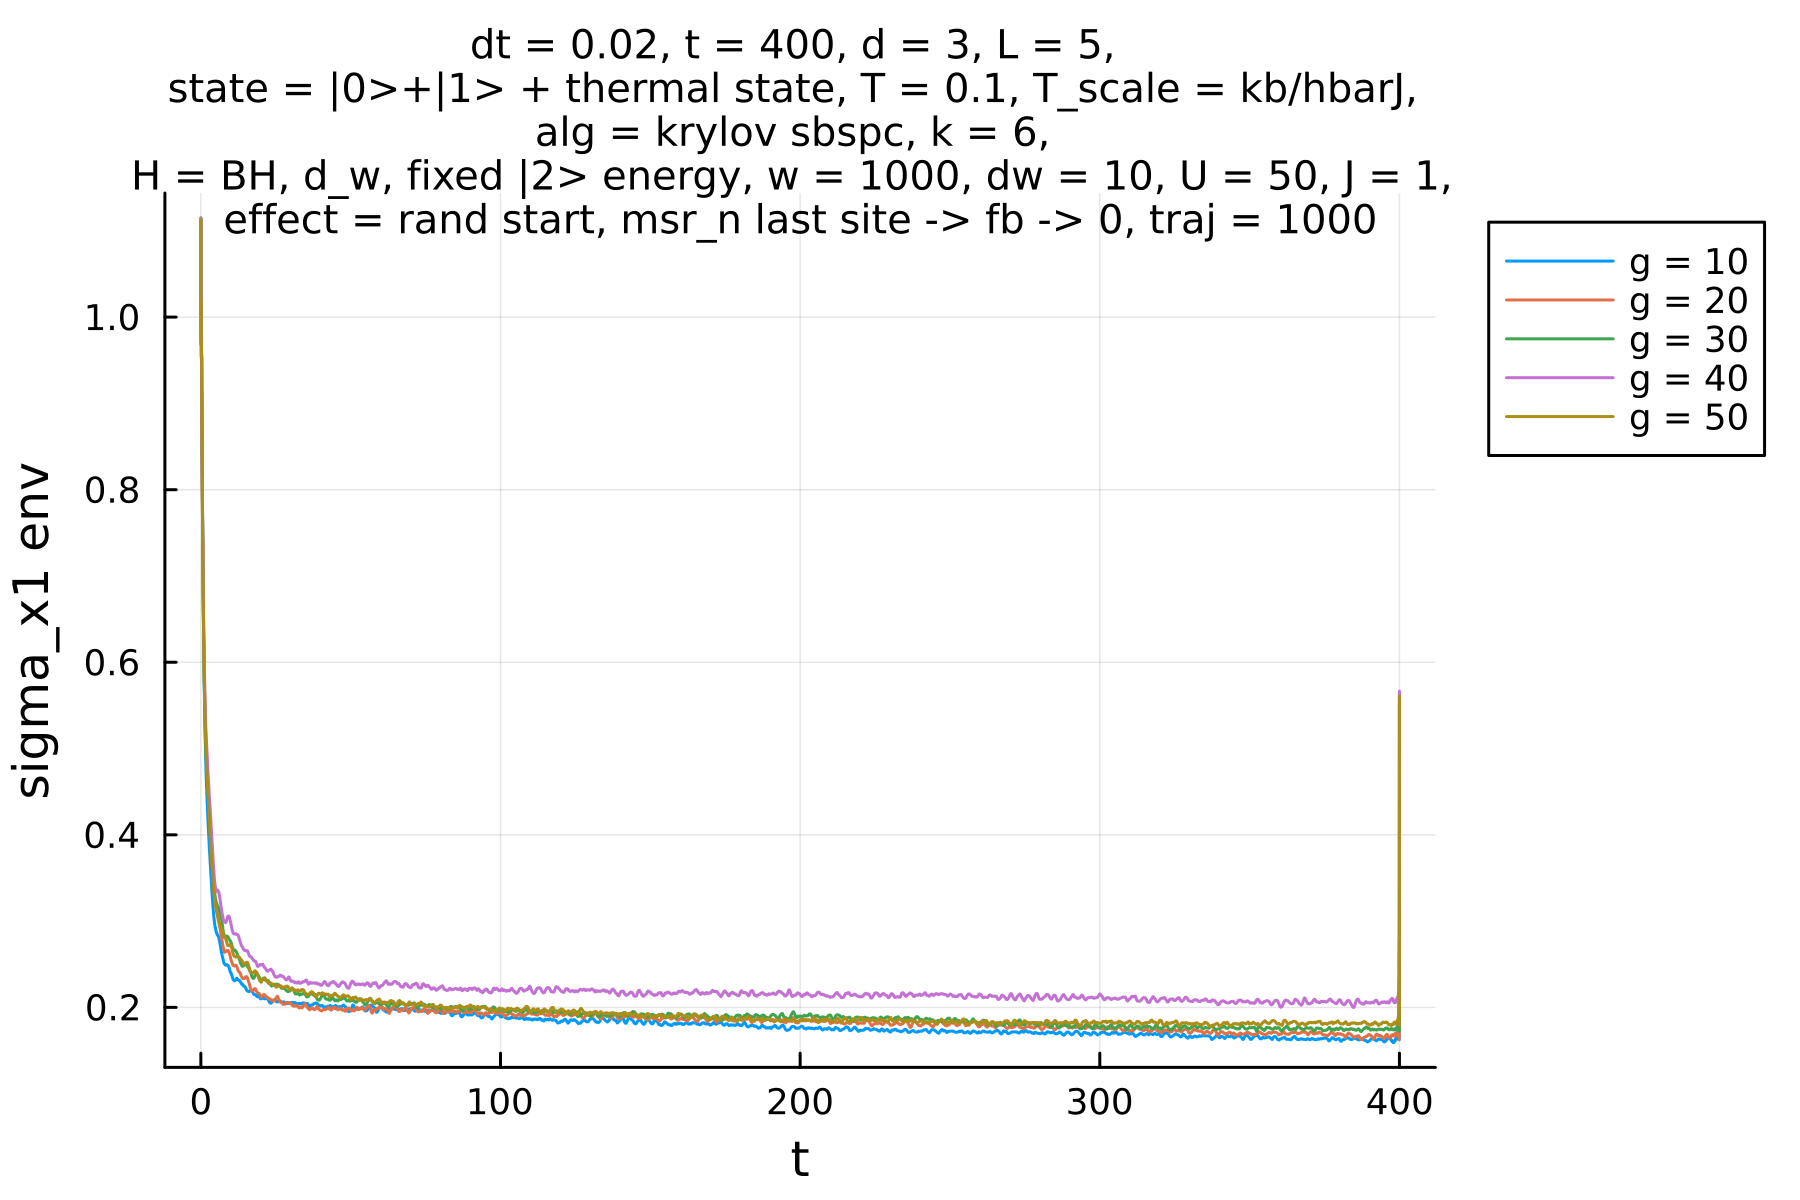 dt = 0.02, t = 400, d = 3, L = 5,
state = |0>+|1> + thermal state, T = 0.1, T_scale = kb/hbarJ,
alg = krylov sbspc, k = 6,
H = BH, d_w, fixed |2> energy, w = 1000, dw = 10, U = 50, J = 1,
effect = rand start, msr_n last site -> fb -> 0, traj = 1000
g = 10
g = 20
g = 30
g = 40
g = 50
sigma_x1 env
1.0
0.8
0.6
0.4
0.2
0
100
200
300
400
t